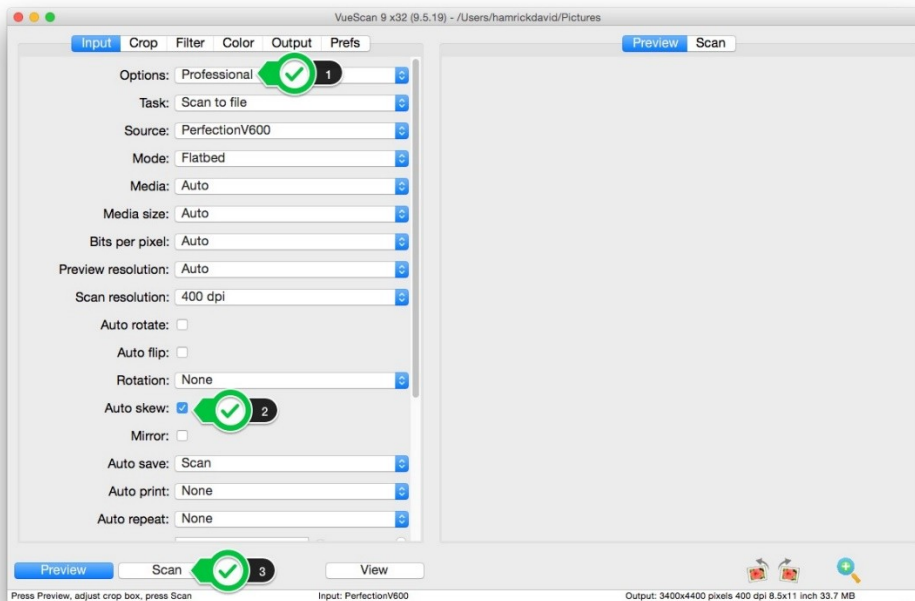 VueScan 9 x32 (9.5.19) - /Users/hamrickdavid/Pictures
Input Crop Filter Color Output Prefs
Preview Scan
Options: Professional 1
Task: Scan to file
Source: PerfectionV600
Mode: Flatbed
Media: Auto
Media size: Auto
Bits per pixel: Auto
Preview resolution: Auto
Scan resolution: 400 dpi
Auto rotate:
Auto flip:
Rotation: None
Auto skew: 2
Mirror:
Auto save: Scan
Auto print: None
Auto repeat: None
Preview Scan 3 View
Press Preview, adjust crop box, press Scan Input: PerfectionV600 Output: 3400x4400 pixels 400 dpi 8.5x11 inch 33.7 MB